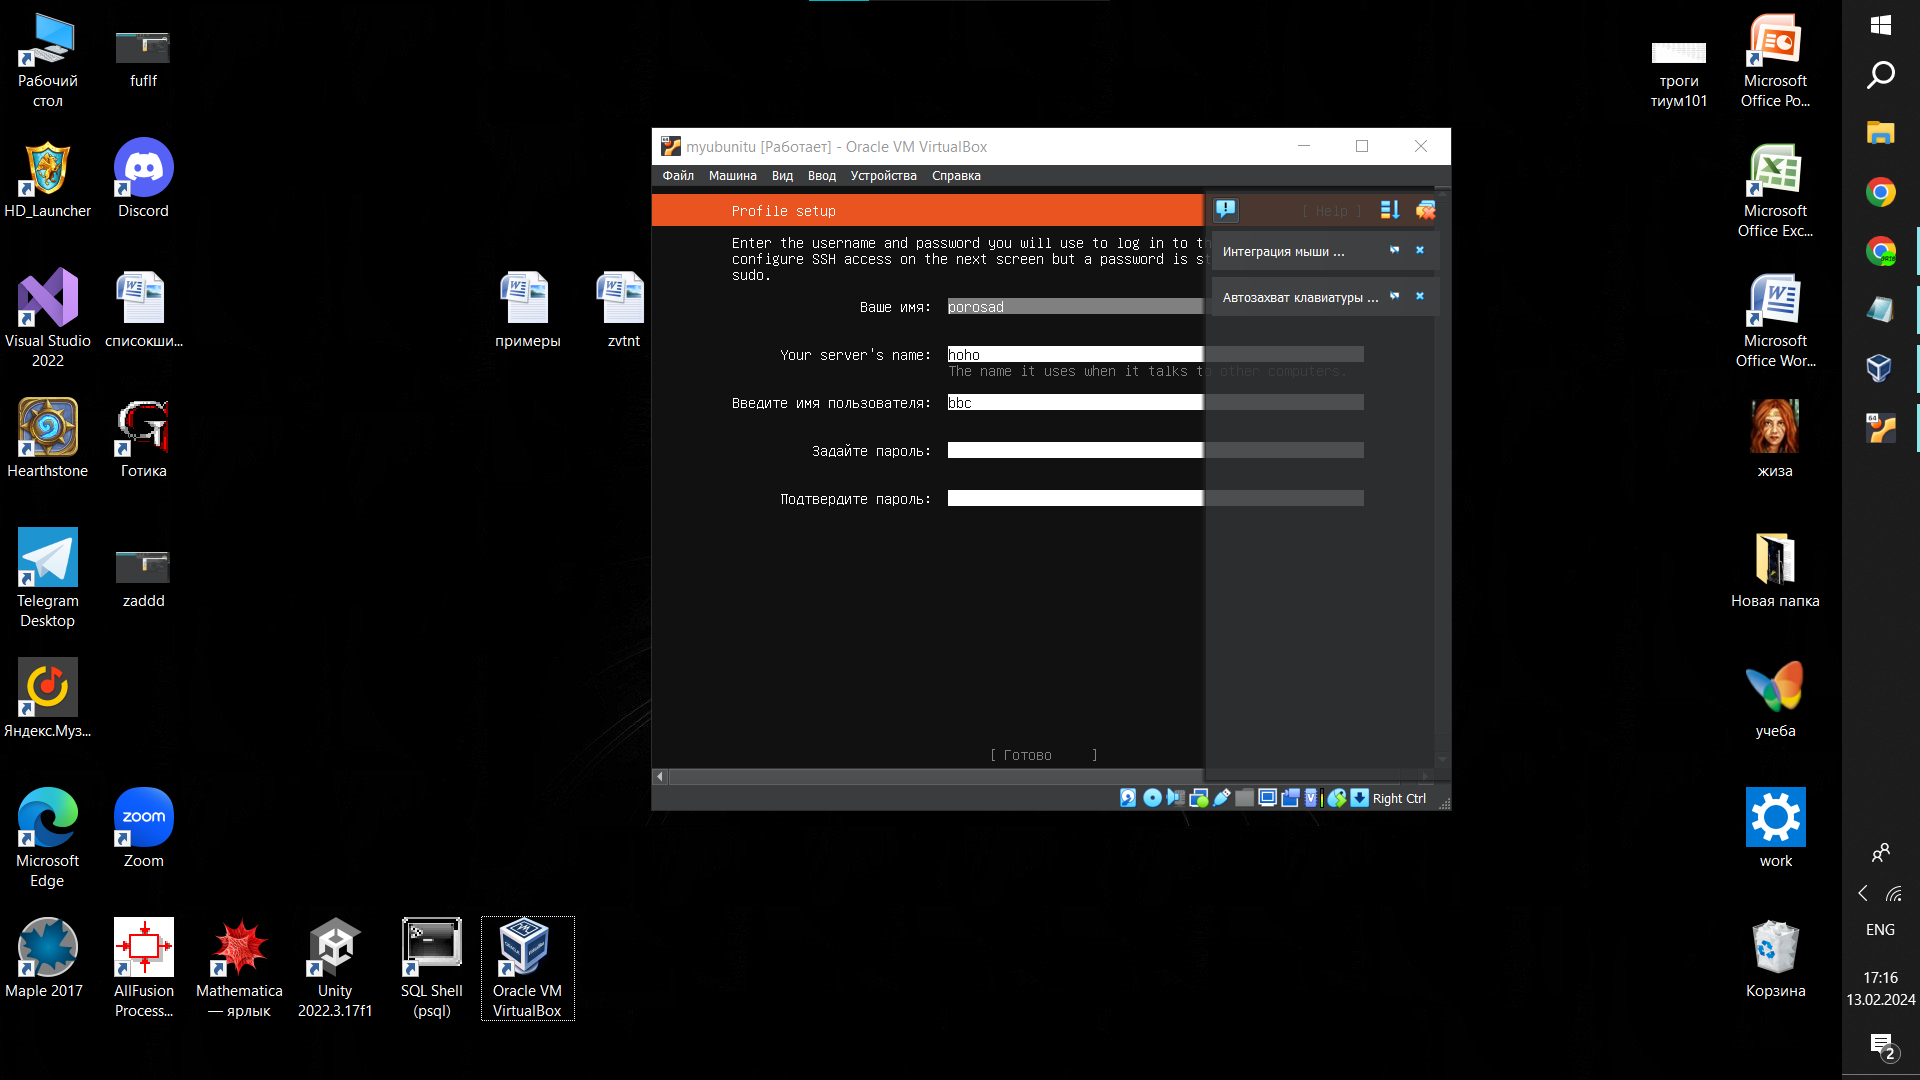 Рабочий
стол
fuflf
HD_Launcher
Discord
Visual Studio
2022
списокши...
Hearthstone
Готика
Telegram
Desktop
zaddd
Яндекс.Муз...
Microsoft
Edge
zoom
Zoom
Maple 2017
AllFusion
Process...
Mathematica
— ярлык
Unity
2022.3.17f1
SQL Shell
(psql)
Oracle VM
VirtualBox
примеры
zvtnt
myubunitu [Работает] - Oracle VM VirtualBox
Файл Машина Вид Ввод Устройства Справка
Profile setup
[ Help ]
Enter the username and password you will use to log in to th
configure SSH access on the next screen but a password is st
sudo.
Интеграция мыши ...
Автозахват клавиатуры ...
Ваше имя: porosad
Your server's name: hoho
The name it uses when it talks to other computers.
Введите имя пользователя: bbc
Задайте пароль:
Подтвердите пароль:
[ Готово ]
Right Ctrl
троги
тиум101
Microsoft
Office Po...
Microsoft
Office Exc...
Microsoft
Office Wor...
жиза
Новая папка
учеба
work
Корзина
64
ENG
17:16
13.02.2024
2